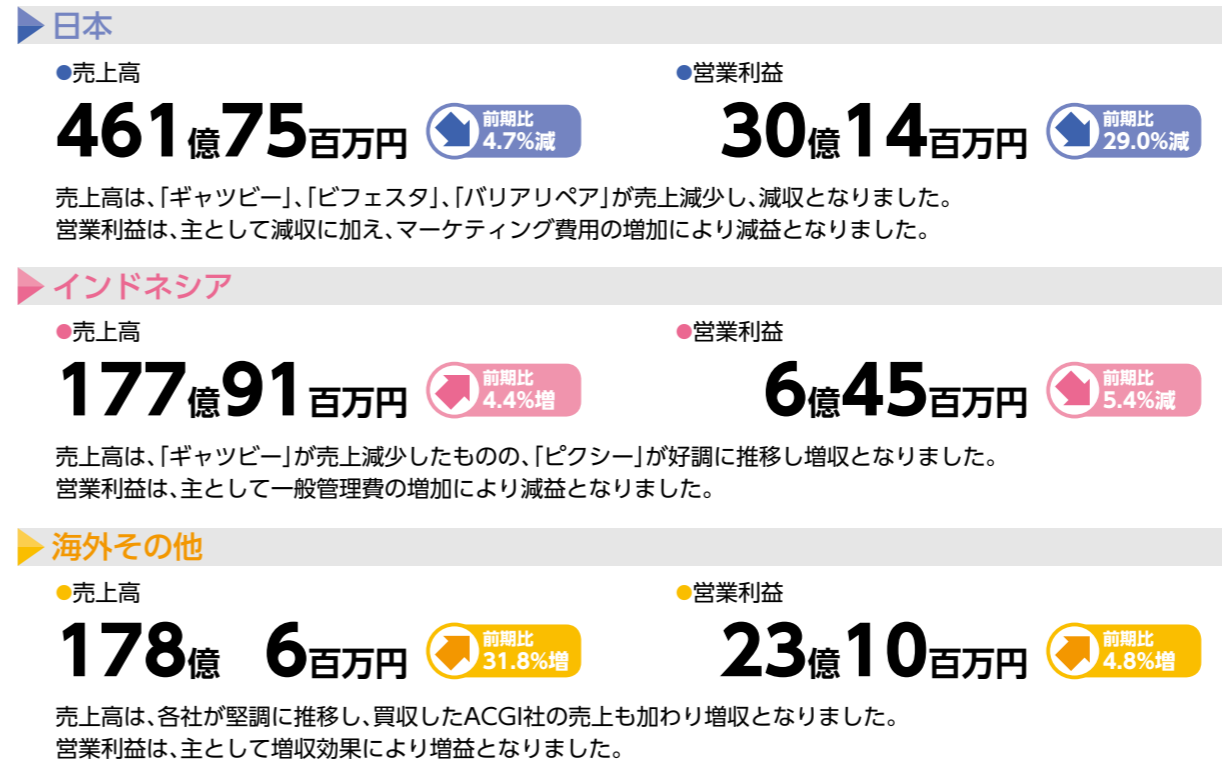 日本
●売上高
461億75百万円
前期比
4.7%減
●営業利益
30億14百万円
前期比
29.0%減
売上高は、「ギャツビー」、「ビフェスタ」、「バリアリペア」が売上減少し、減収となりました。
営業利益は、主として減収に加え、マーケティング費用の増加により減益となりました。
インドネシア
●売上高
177億91百万円
前期比
4.4%増
●営業利益
6億45百万円
前期比
5.4%減
売上高は、「ギャツビー」が売上減少したものの、「ピクシー」が好調に推移し増収となりました。
営業利益は、主として一般管理費の増加により減益となりました。
海外その他
●売上高
178億 6百万円
前期比
31.8%増
●営業利益
23億10百万円
前期比
4.8%増
売上高は、各社が堅調に推移し、買収したACGI社の売上も加わり増収となりました。
営業利益は、主として増収効果により増益となりました。